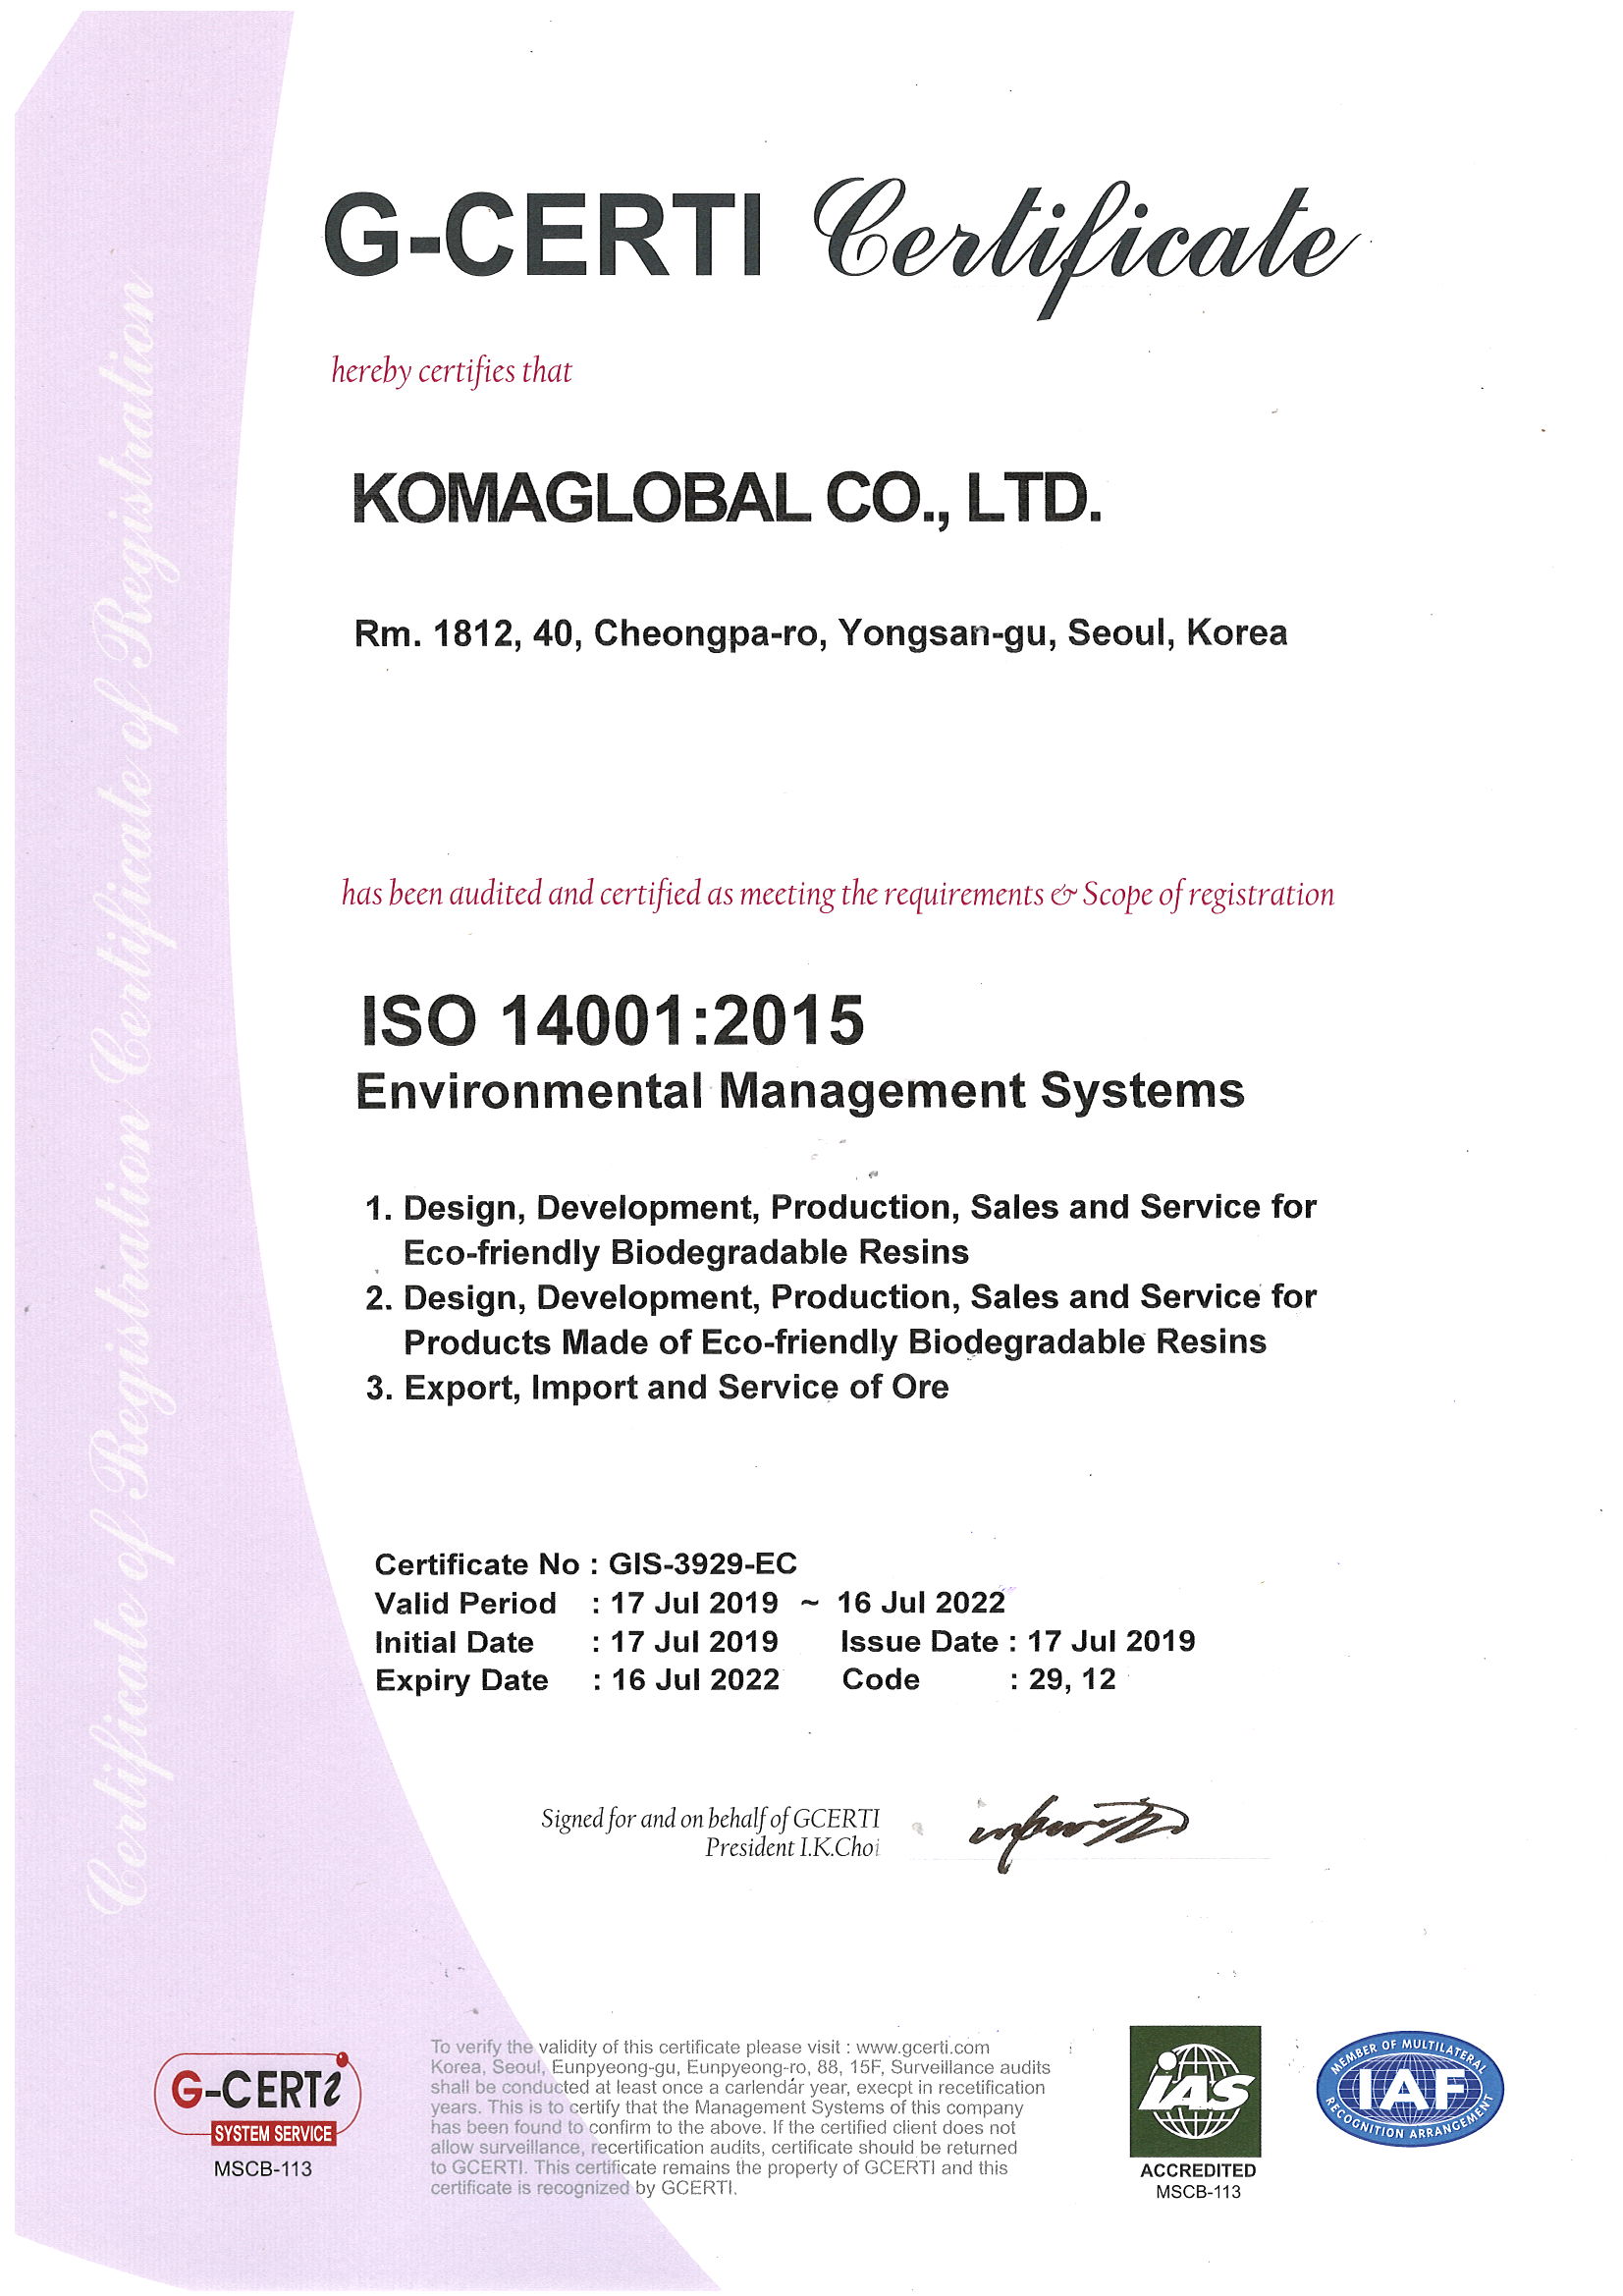 G-CERTI Certificate
hereby certifies that
KOMAGLOBAL CO., LTD.
Rm. 1812, 40, Cheongpa-ro, Yongsan-gu, Seoul, Korea
has been audited and certified as meeting the requirements & Scope of registration
ISO 14001:2015
Environmental Management Systems
1. Design, Development, Production, Sales and Service for
Eco-friendly Biodegradable Resins
2. Design, Development, Production, Sales and Service for
Products Made of Eco-friendly Biodegradable Resins
3. Export, Import and Service of Ore
Certificate No : GIS-3929-EC
Valid Period : 17 Jul 2019 ~ 16 Jul 2022
Initial Date : 17 Jul 2019 Issue Date : 17 Jul 2019
Expiry Date : 16 Jul 2022 Code : 29, 12
Signed for and on behalf of GCERTI
President I.K.Choi
Certificate of Registration Certificate of Registration
G-CERTi
SYSTEM SERVICE
MSCB-113
To verify the validity of this certificate please visit : www.gcerti.com
Korea, Seoul, Eunpyeong-gu, Eunpyeong-ro, 88, 15F, Surveillance audits
shall be conducted at least once a carlendar year, execpt in recetification
years. This is to certify that the Management Systems of this company
has been found to confirm to the above. If the certified client does not
allow surveillance, recertification audits, certificate should be returned
to GCERTI. This certificate remains the property of GCERTI and this
certificate is recognized by GCERTI.
IAS
ACCREDITED
MSCB-113
MEMBER OF MULTILATERAL
IAF
RECOGNITION ARRANGEMENT